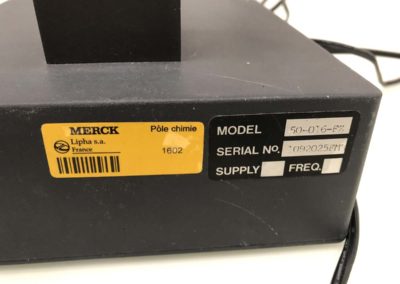 MERCK
Pôle chimie
Lipha s.a.
France
1602
MODEL
SERIAL No.
SUPPLY
FREQ.